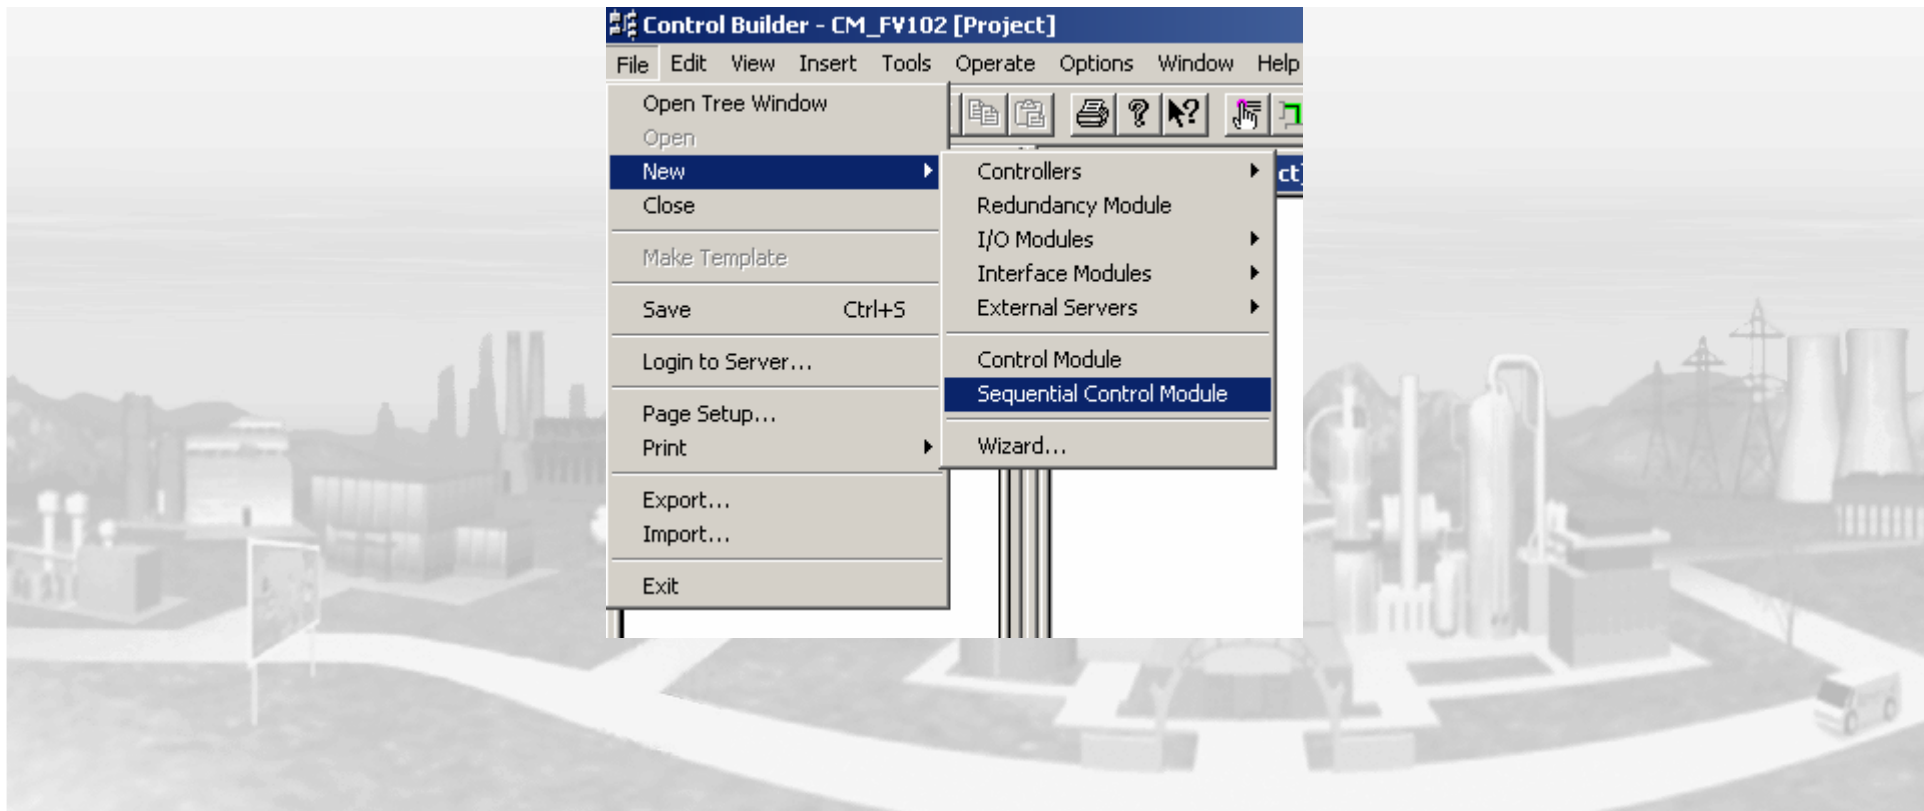 Control Builder - CM_FV102 [Project]
File Edit View Insert Tools Operate Options Window Help
Open Tree Window
Open
New
Close
Make Template
Save Ctrl+S
Login to Server...
Page Setup...
Print
Export...
Import...
Exit
ct]
Controllers
Redundancy Module
I/O Modules
Interface Modules
External Servers
Control Module
Sequential Control Module
Wizard...